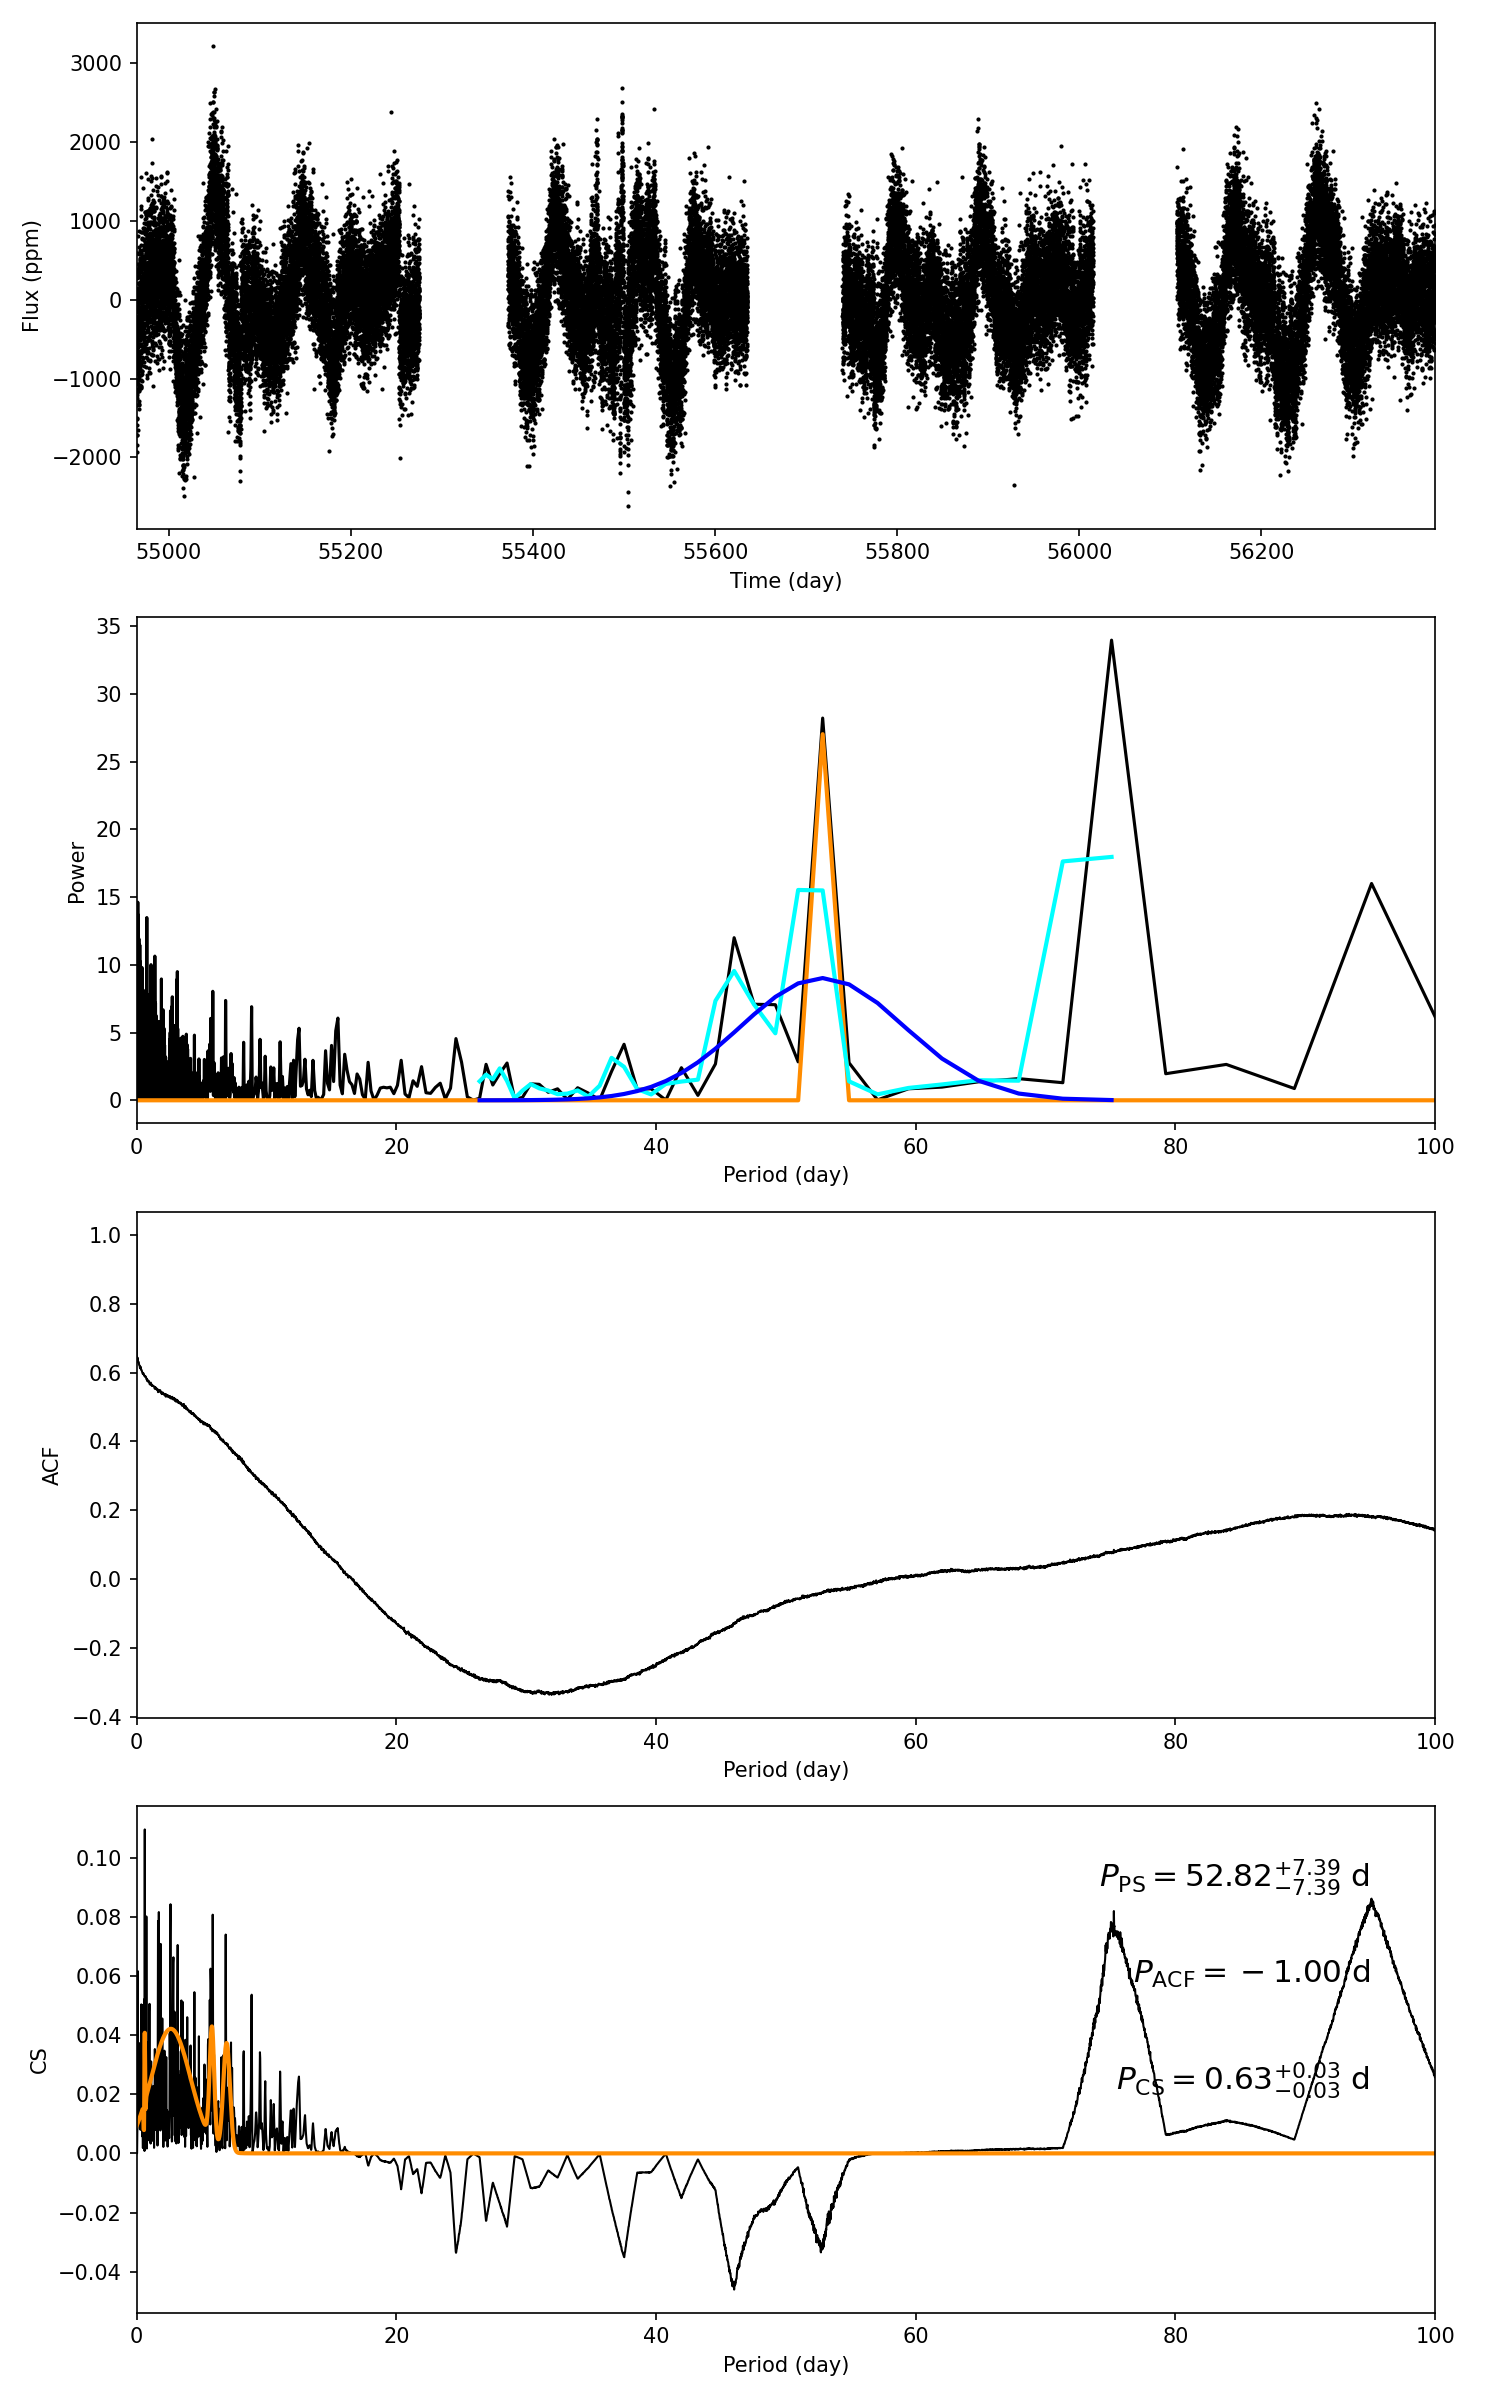 3000
2000
1000
0
−1000
−2000
Flux (ppm)
55000 55200 55400 55600 55800 56000 56200
Time (day)
35
30
25
20
15
10
5
0
Power
0 20 40 60 80 100
Period (day)
1.0
0.8
0.6
0.4
0.2
0.0
−0.2
−0.4
ACF
0 20 40 60 80 100
Period (day)
0.10
0.08
0.06
0.04
0.02
0.00
−0.02
−0.04
CS
P_PS = 52.82 +7.39 −7.39 d
P_ACF = −1.00 d
P_CS = 0.63 +0.03 −0.03 d
0 20 40 60 80 100
Period (day)